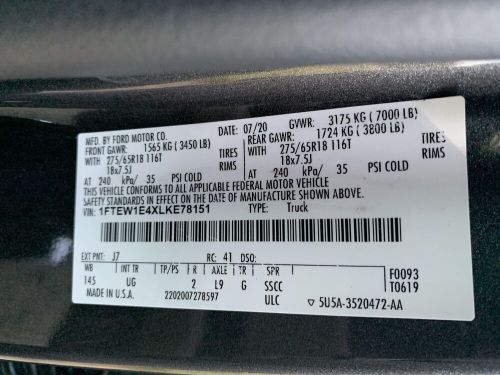 MFD. BY FORD MOTOR CO. 07/20 GVWR: 3175 KG ( 7000 LB)
FRONT GAWR: 1565 KG ( 3450 LB) REAR GAWR: 1724 KG ( 3800 LB)
WITH 275/65R18 116T TIRES WITH 275/65R18 116T TIRES
18x7.5J RIMS 18x7.5J RIMS
AT 240 kPa/ 35 PSI COLD AT 240 kPa/ 35 PSI COLD
THIS VEHICLE CONFORMS TO ALL APPLICABLE FEDERAL MOTOR VEHICLE
SAFETY STANDARDS IN EFFECT ON THE DATE OF MANUFACTURE SHOWN ABOVE.
VIN: 1FTEW1E4XLKE78151 TYPE: Truck
EXT PNT: J7 RC: 41 DSO:
WB INT TR TP/PS R AXLE TR SPR F0093
145 UG 2 L9 G SSCC T0619
MADE IN U.S.A. 2202007278597 ULC 5U5A-3520472-AA